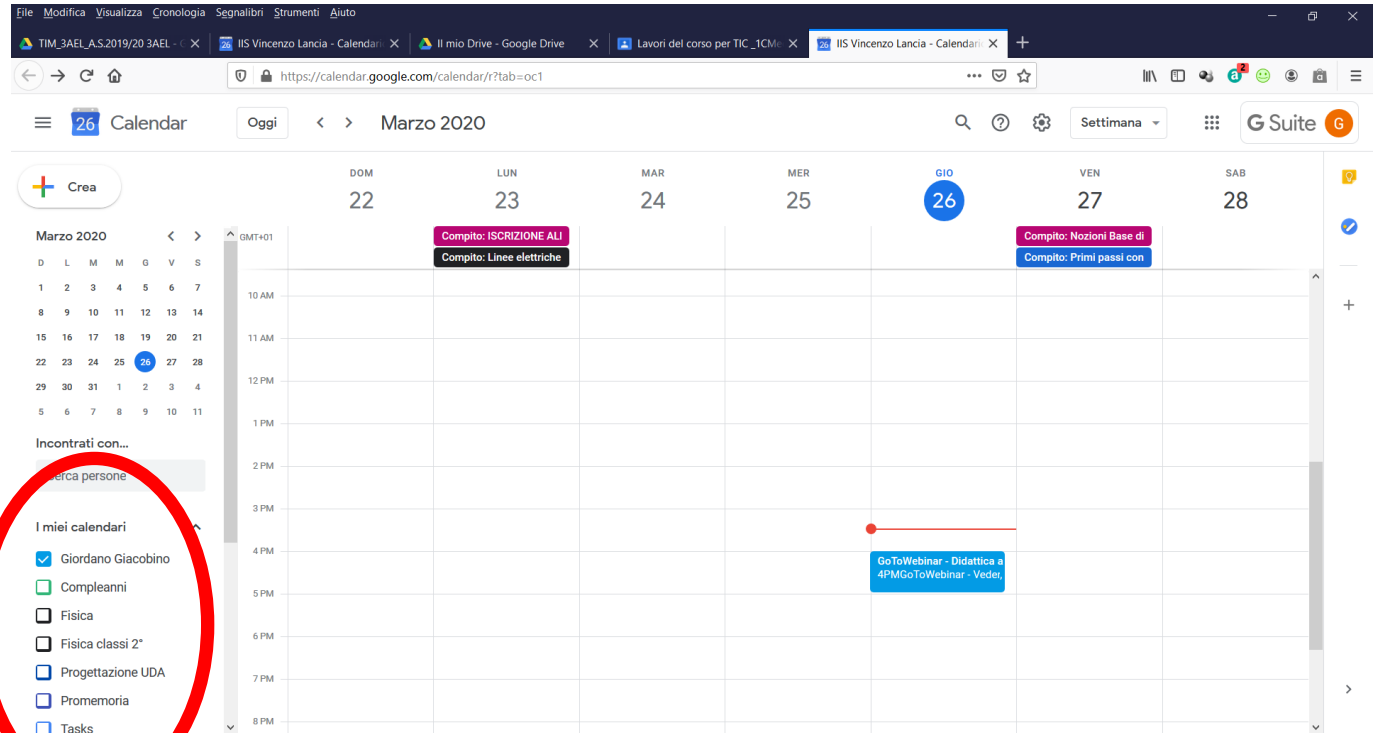 File Modifica Visualizza Cronologia Segnalibri Strumenti Aiuto
TIM_3AEL_A.S.2019/20 3AEL - G
26 IIS Vincenzo Lancia - Calendari
Il mio Drive - Google Drive
Lavori del corso per TIC _1CMe
26 IIS Vincenzo Lancia - Calendari
https://calendar.google.com/calendar/r?tab=oc1
2
26 Calendar
Oggi
Marzo 2020
Settimana
G Suite
G
Crea
DOM LUN MAR MER GIO VEN SAB
22 23 24 25 26 27 28
Marzo 2020
D L M M G V S
1 2 3 4 5 6 7
8 9 10 11 12 13 14
15 16 17 18 19 20 21
22 23 24 25 26 27 28
29 30 31 1 2 3 4
5 6 7 8 9 10 11
GMT+01
Compito: ISCRIZIONE ALI
Compito: Linee elettriche
Compito: Nozioni Base di
Compito: Primi passi con
10 AM
11 AM
12 PM
1 PM
2 PM
3 PM
4 PM
5 PM
6 PM
7 PM
8 PM
GoToWebinar - Didattica a
4PMGoToWebinar - Veder,
Incontrati con...
persone
I miei calendari
Giordano Giacobino
Compleanni
Fisica
Fisica classi 2°
Progettazione UDA
Promemoria
Tasks